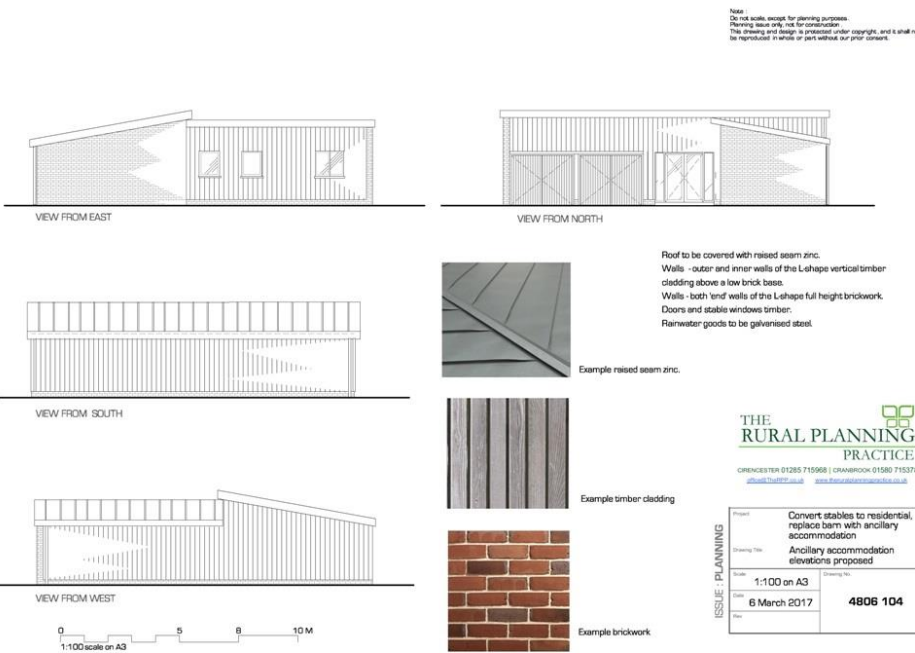 Note :
Do not scale, except for planning purposes.
Planning issue only, not for construction .
This drawing and design is protected under copyright, and it shall n
be reproduced in whole or part without our prior consent.
VIEW FROM EAST
VIEW FROM NORTH
Roof to be covered with raised seam zinc.
Walls - outer and inner walls of the L-shape vertical timber
cladding above a low brick base.
Walls - both 'end' walls of the L-shape full height brickwork.
Doors and stable windows timber.
Rainwater goods to be galvanised steel.
Example raised seam zinc.
VIEW FROM SOUTH
Example timber cladding
THE
RURAL PLANNING
PRACTICE
CIRENCESTER 01285 715968 | CRANBROOK 01580 71537
office@TheRPP.co.uk www.theruralplanningpractice.co.uk
VIEW FROM WEST
0 5 8 10 M
1:100 scale on A3
Example brickwork
ISSUE : PLANNING
Project
Convert stables to residential,
replace barn with ancillary
accommodation
Drawing Title
Ancillary accommodation
elevations proposed
Scale
1:100 on A3
Drawing No.
Date
6 March 2017
4806 104
Rev